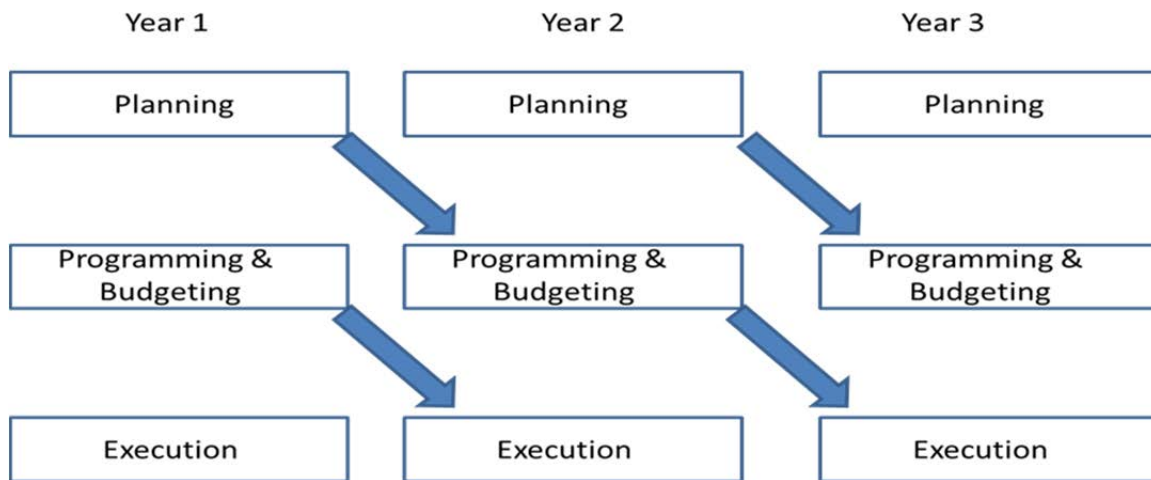 Year 1
Year 2
Year 3
Planning
Planning
Planning
Programming &
Budgeting
Programming &
Budgeting
Programming &
Budgeting
Execution
Execution
Execution